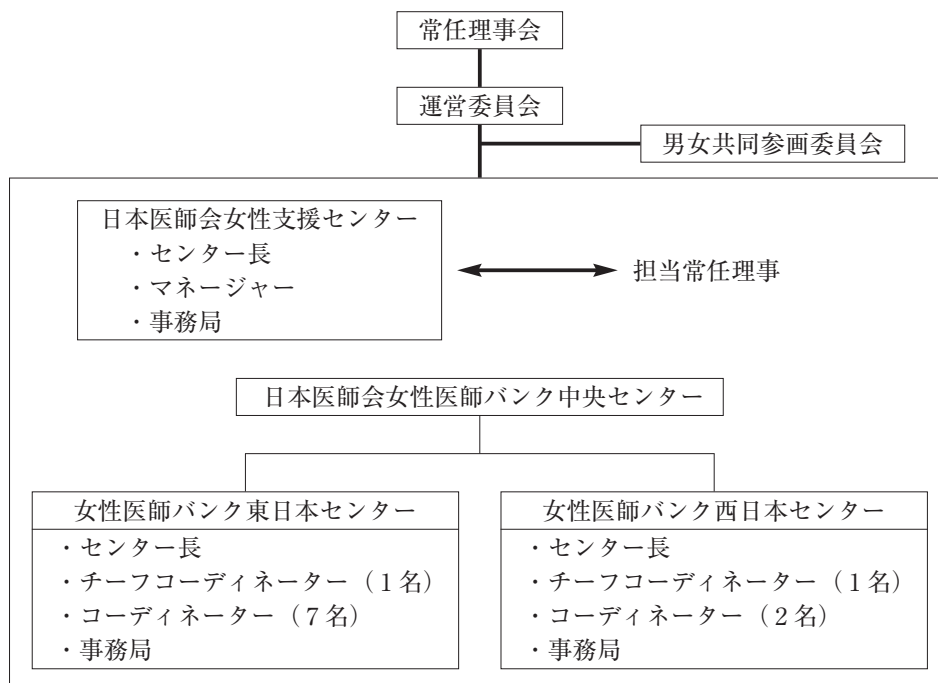 常任理事会
運営委員会
男女共同参画委員会
日本医師会女性支援センター
・センター長
・マネージャー
・事務局
担当常任理事
日本医師会女性医師バンク中央センター
女性医師バンク東日本センター
・センター長
・チーフコーディネーター（1名）
・コーディネーター（7名）
・事務局
女性医師バンク西日本センター
・センター長
・チーフコーディネーター（1名）
・コーディネーター（2名）
・事務局